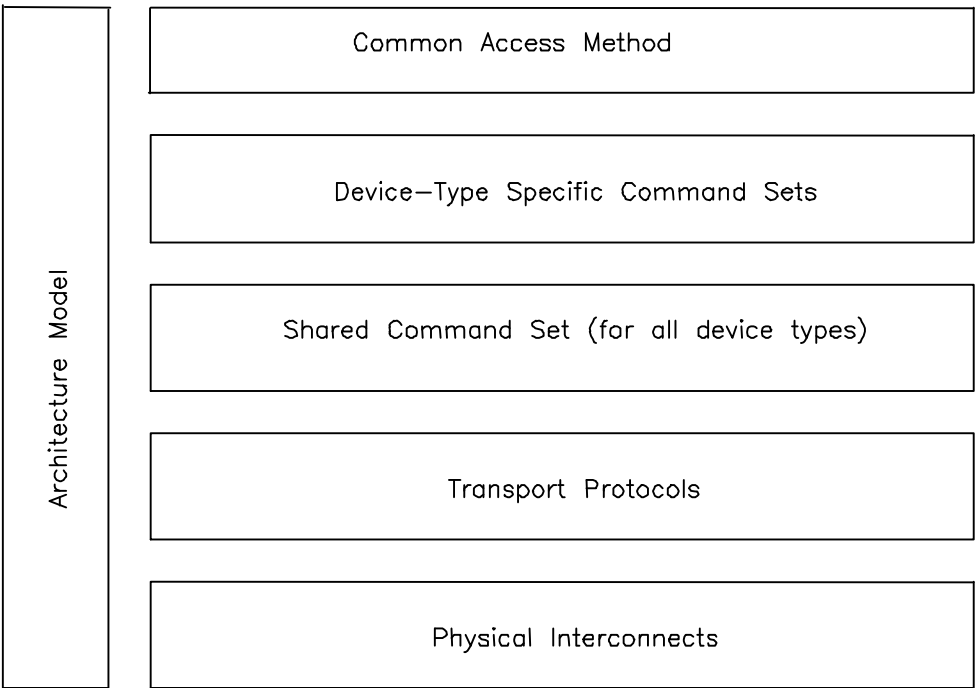 Common Access Method
Device-Type Specific Command Sets
Shared Command Set (for all device types)
Transport Protocols
Physical Interconnects
Architecture Model